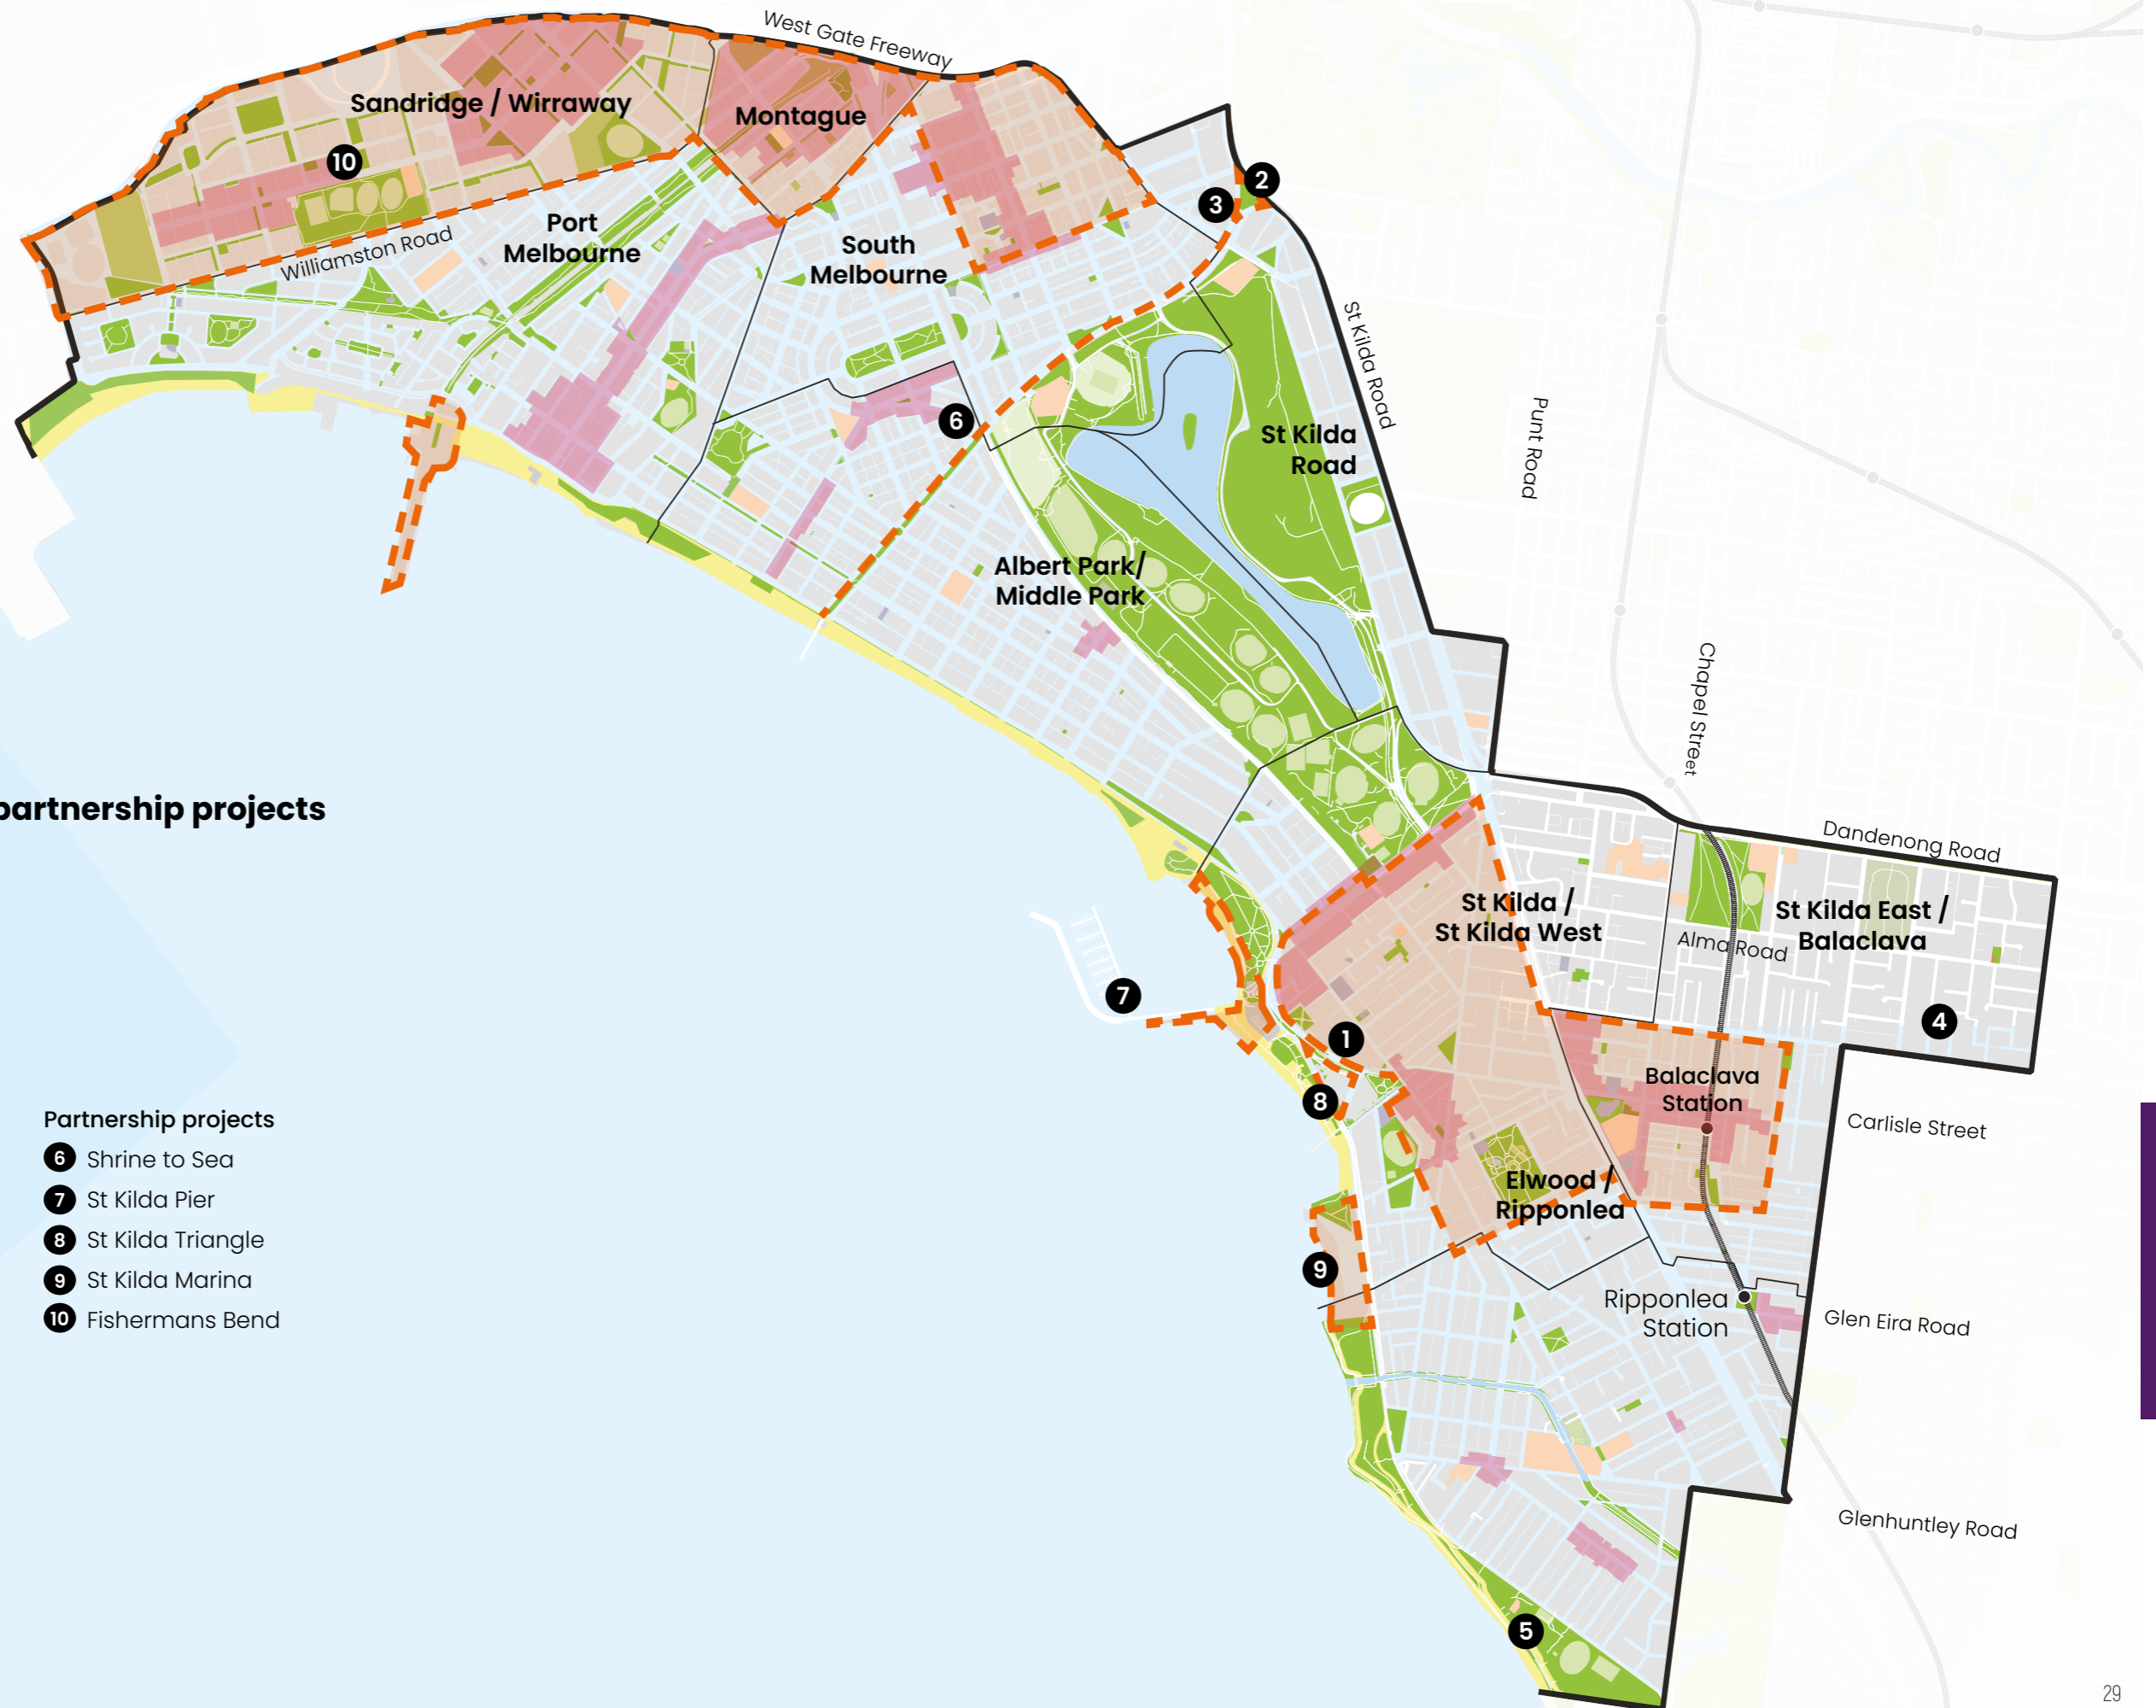 West Gate Freeway
Sandridge / Wirraway
Montague
10
2
3
Port
Melbourne
South
Melbourne
Williamston Road
St Kilda Road
6
St Kilda
Road
Punt Road
Albert Park/
Middle Park
Chapel Street
partnership projects
Dandenong Road
St Kilda /
St Kilda West
St Kilda East /
Balaclava
Alma Road
7
4
1
Balaclava
Station
8
Carlisle Street
Partnership projects
6 Shrine to Sea
7 St Kilda Pier
8 St Kilda Triangle
9 St Kilda Marina
10 Fishermans Bend
Elwood /
Ripponlea
9
Ripponlea
Station
Glen Eira Road
Glenhuntley Road
5
29